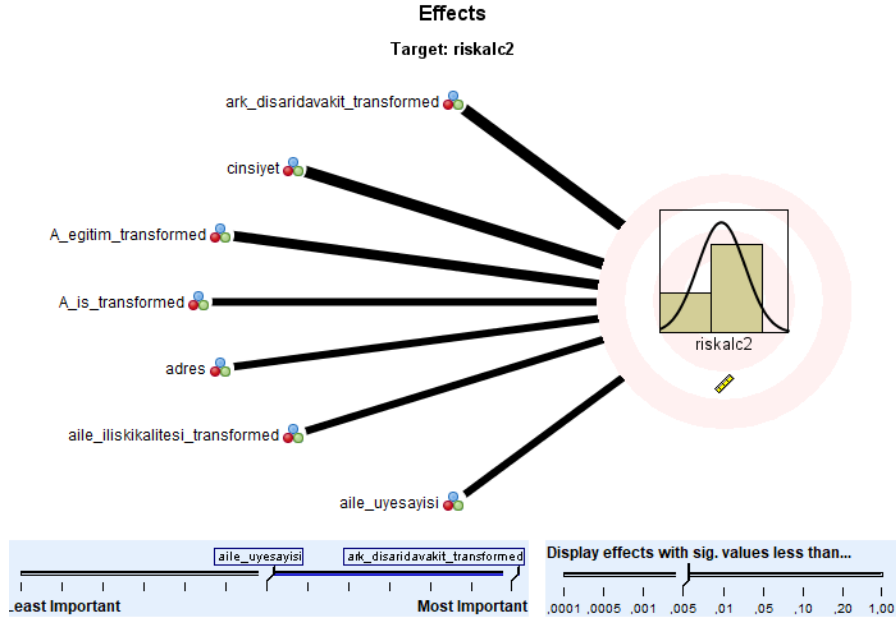 Effects
Target: riskalc2
ark_disaridavakit_transformed
cinsiyet
A_egitim_transformed
A_is_transformed
riskalc2
adres
aile_iliskikalitesi_transformed
aile_uyesayisi
aile_uyesayisi ark_disaridavakit_transformed
Least Important Most Important
Display effects with sig. values less than...
,0001 ,0005 ,001 ,005 ,01 ,05 ,10 ,20 1,00